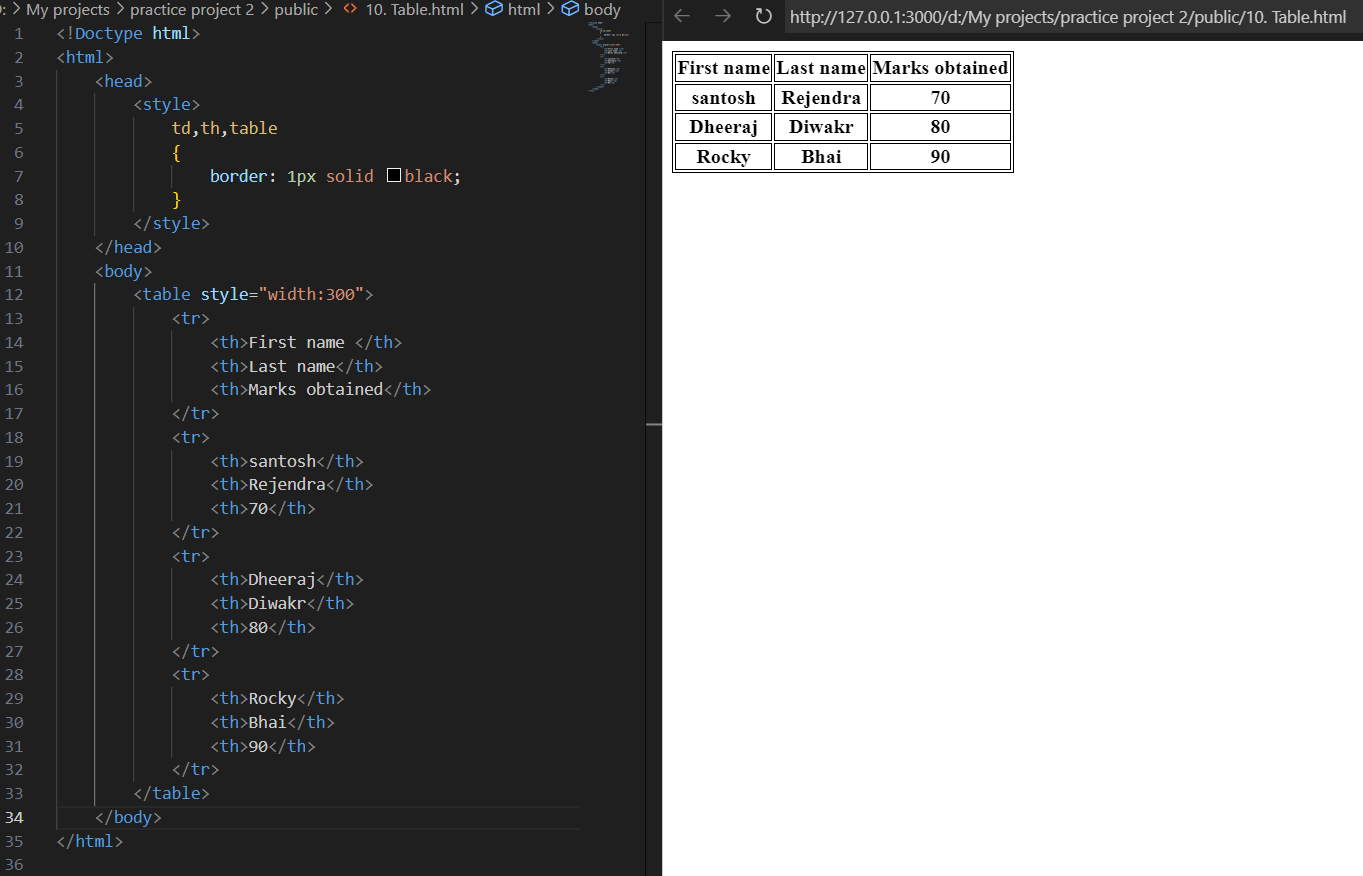 : > My projects > practice project 2 > public > <> 10. Table.html > html > body
1 <!Doctype html>
2 <html>
3 <head>
4 <style>
5 td,th,table
6 {
7 border: 1px solid black;
8 }
9 </style>
10 </head>
11 <body>
12 <table style="width:300">
13 <tr>
14 <th>First name </th>
15 <th>Last name</th>
16 <th>Marks obtained</th>
17 </tr>
18 <tr>
19 <th>santosh</th>
20 <th>Rejendra</th>
21 <th>70</th>
22 </tr>
23 <tr>
24 <th>Dheeraj</th>
25 <th>Diwakr</th>
26 <th>80</th>
27 </tr>
28 <tr>
29 <th>Rocky</th>
30 <th>Bhai</th>
31 <th>90</th>
32 </tr>
33 </table>
34 </body>
35 </html>
36
http://127.0.0.1:3000/d:/My projects/practice project 2/public/10. Table.html
First name Last name Marks obtained
santosh Rejendra 70
Dheeraj Diwakr 80
Rocky Bhai 90